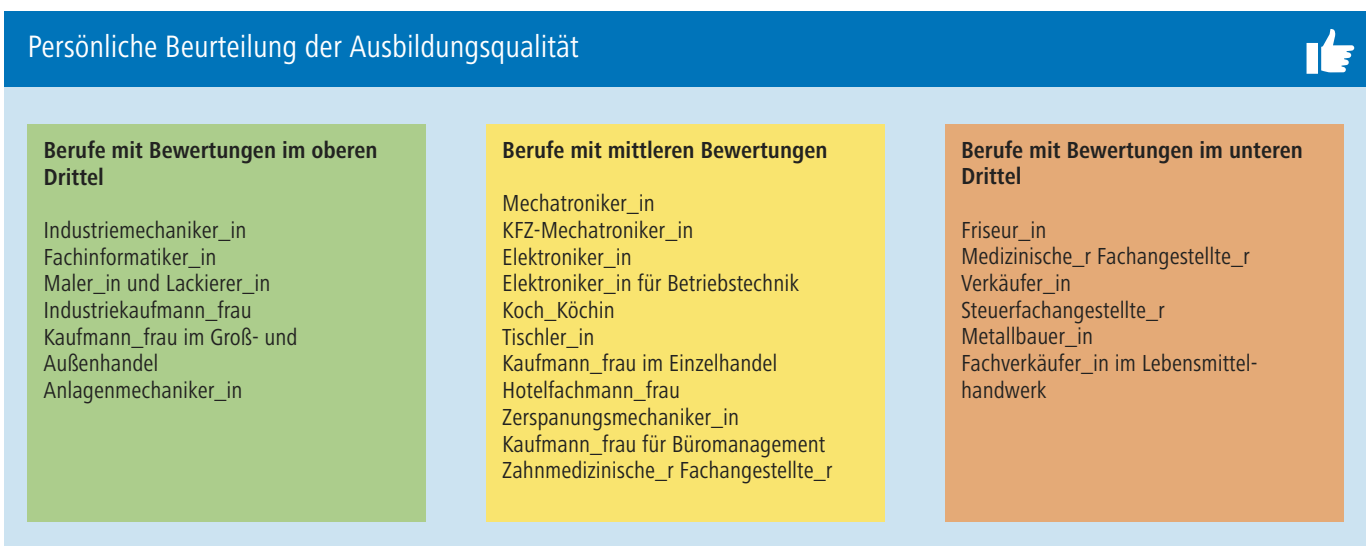 Persönliche Beurteilung der Ausbildungsqualität
Berufe mit Bewertungen im oberen
Drittel
Industriemechaniker_in
Fachinformatiker_in
Maler_in und Lackierer_in
Industriekaufmann_frau
Kaufmann_frau im Groß- und
Außenhandel
Anlagenmechaniker_in
Berufe mit mittleren Bewertungen
Mechatroniker_in
KFZ-Mechatroniker_in
Elektroniker_in
Elektroniker_in für Betriebstechnik
Koch_Köchin
Tischler_in
Kaufmann_frau im Einzelhandel
Hotelfachmann_frau
Zerspanungsmechaniker_in
Kaufmann_frau für Büromanagement
Zahnmedizinische_r Fachangestellte_r
Berufe mit Bewertungen im unteren
Drittel
Friseur_in
Medizinische_r Fachangestellte_r
Verkäufer_in
Steuerfachangestellte_r
Metallbauer_in
Fachverkäufer_in im Lebensmittel-
handwerk